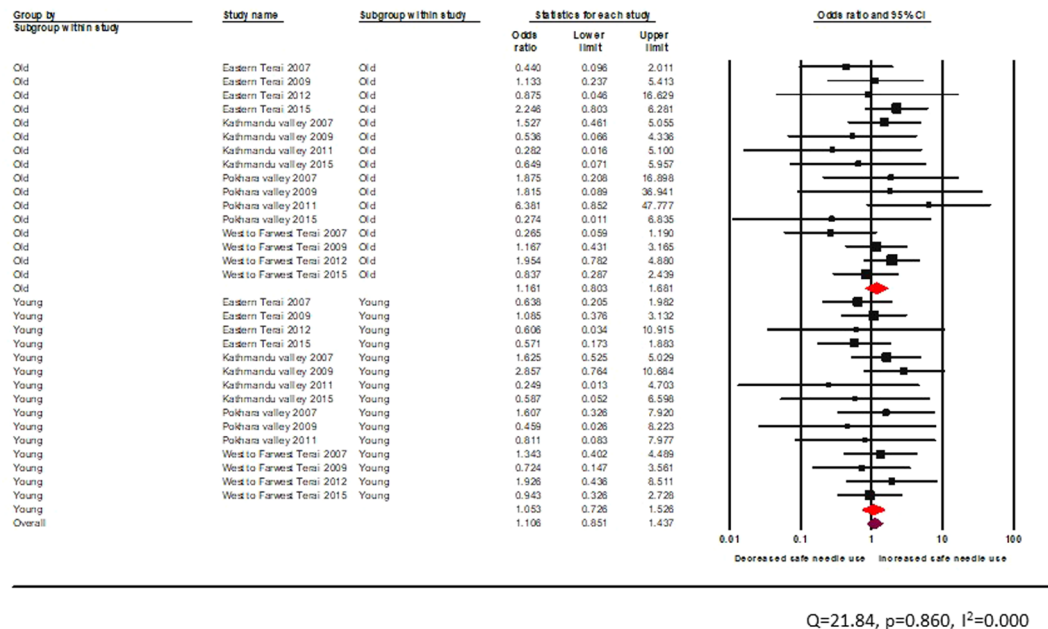 Group by Study name Subgroup within study Statistics for each study Odds ratio and 95% CI
Subgroup within study
Odds ratio Lower limit Upper limit
Old Eastern Terai 2007 Old 0.440 0.096 2.011
Old Eastern Terai 2009 Old 1.133 0.237 5.413
Old Eastern Terai 2012 Old 0.875 0.046 16.629
Old Eastern Terai 2015 Old 2.246 0.803 6.281
Old Kathmandu valley 2007 Old 1.527 0.461 5.055
Old Kathmandu valley 2009 Old 0.536 0.066 4.336
Old Kathmandu valley 2011 Old 0.282 0.016 5.100
Old Kathmandu valley 2015 Old 0.649 0.071 5.957
Old Pokhara valley 2007 Old 1.875 0.208 16.898
Old Pokhara valley 2009 Old 1.815 0.089 36.941
Old Pokhara valley 2011 Old 6.381 0.852 47.777
Old Pokhara valley 2015 Old 0.274 0.011 6.835
Old West to Farwest Terai 2007 Old 0.265 0.059 1.190
Old West to Farwest Terai 2009 Old 1.167 0.431 3.165
Old West to Farwest Terai 2012 Old 1.954 0.782 4.880
Old West to Farwest Terai 2015 Old 0.837 0.287 2.439
Old 1.161 0.803 1.681
Young Eastern Terai 2007 Young 0.638 0.205 1.982
Young Eastern Terai 2009 Young 1.085 0.376 3.132
Young Eastern Terai 2012 Young 0.606 0.034 10.915
Young Eastern Terai 2015 Young 0.571 0.173 1.883
Young Kathmandu valley 2007 Young 1.625 0.525 5.029
Young Kathmandu valley 2009 Young 2.857 0.764 10.684
Young Kathmandu valley 2011 Young 0.249 0.013 4.703
Young Kathmandu valley 2015 Young 0.587 0.052 6.598
Young Pokhara valley 2007 Young 1.607 0.326 7.920
Young Pokhara valley 2009 Young 0.459 0.026 8.223
Young Pokhara valley 2011 Young 0.811 0.083 7.977
Young West to Farwest Terai 2007 Young 1.343 0.402 4.489
Young West to Farwest Terai 2009 Young 0.724 0.147 3.561
Young West to Farwest Terai 2012 Young 1.926 0.436 8.511
Young West to Farwest Terai 2015 Young 0.943 0.326 2.728
Young 1.053 0.726 1.526
Overall 1.106 0.851 1.437
0.01 0.1 1 10 100
Decreased safe needle use Increased safe needle use
Q=21.84, p=0.860, I²=0.000